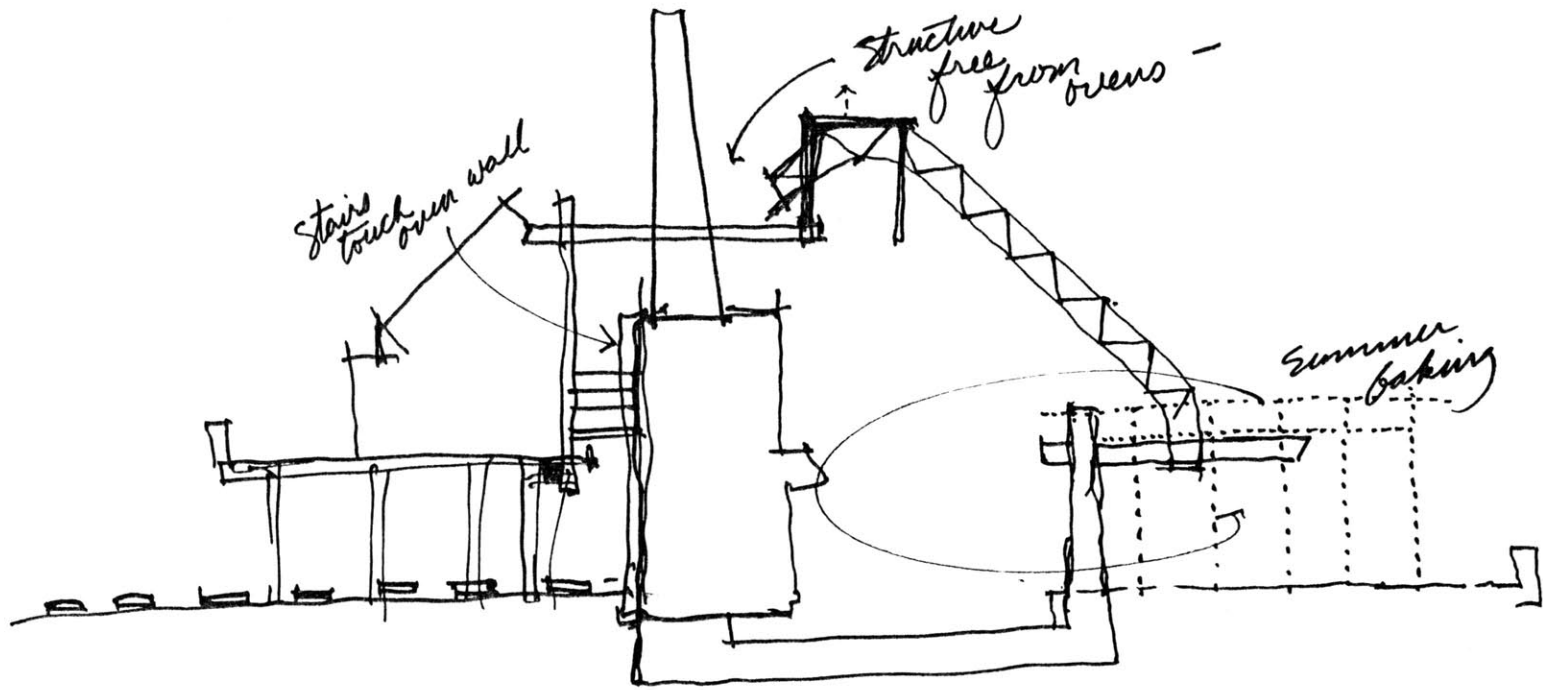 Structure
free
from
ovens –
Stairs
touch
oven wall
Summer
baking